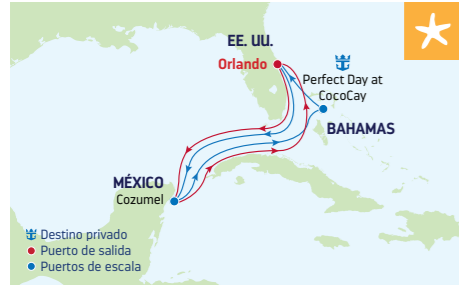 EE. UU.
Orlando
Perfect Day at
CocoCay
BAHAMAS
MÉXICO
Cozumel
Destino privado
Puerto de salida
Puertos de escala